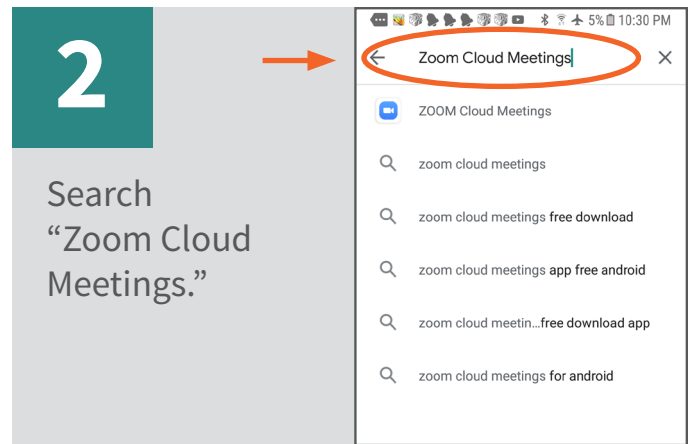 2
Search
“Zoom Cloud
Meetings.”
5% 10:30 PM
Zoom Cloud Meetings
ZOOM Cloud Meetings
zoom cloud meetings
zoom cloud meetings free download
zoom cloud meetings app free android
zoom cloud meetin...free download app
zoom cloud meetings for android